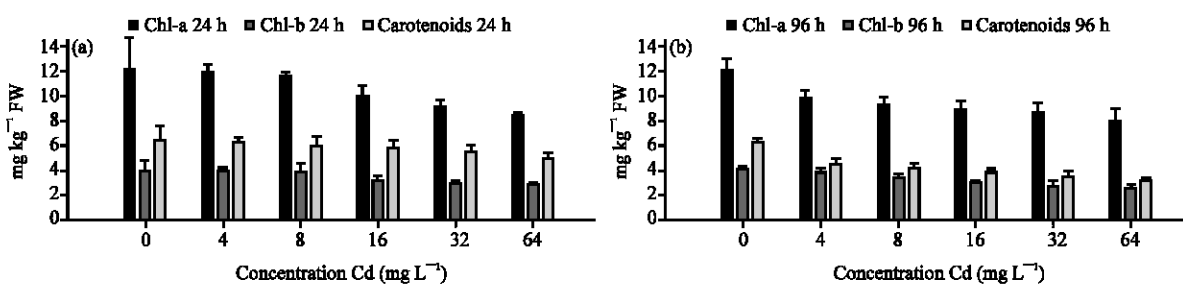 Chl-a 24 h Chl-b 24 h Carotenoids 24 h
(a)
mg kg⁻¹ FW
14
12
10
8
6
4
2
0
0 4 8 16 32 64
Concentration Cd (mg L⁻¹)
Chl-a 96 h Chl-b 96 h Carotenoids 96 h
(b)
mg kg⁻¹ FW
14
12
10
8
6
4
2
0
0 4 8 16 32 64
Concentration Cd (mg L⁻¹)